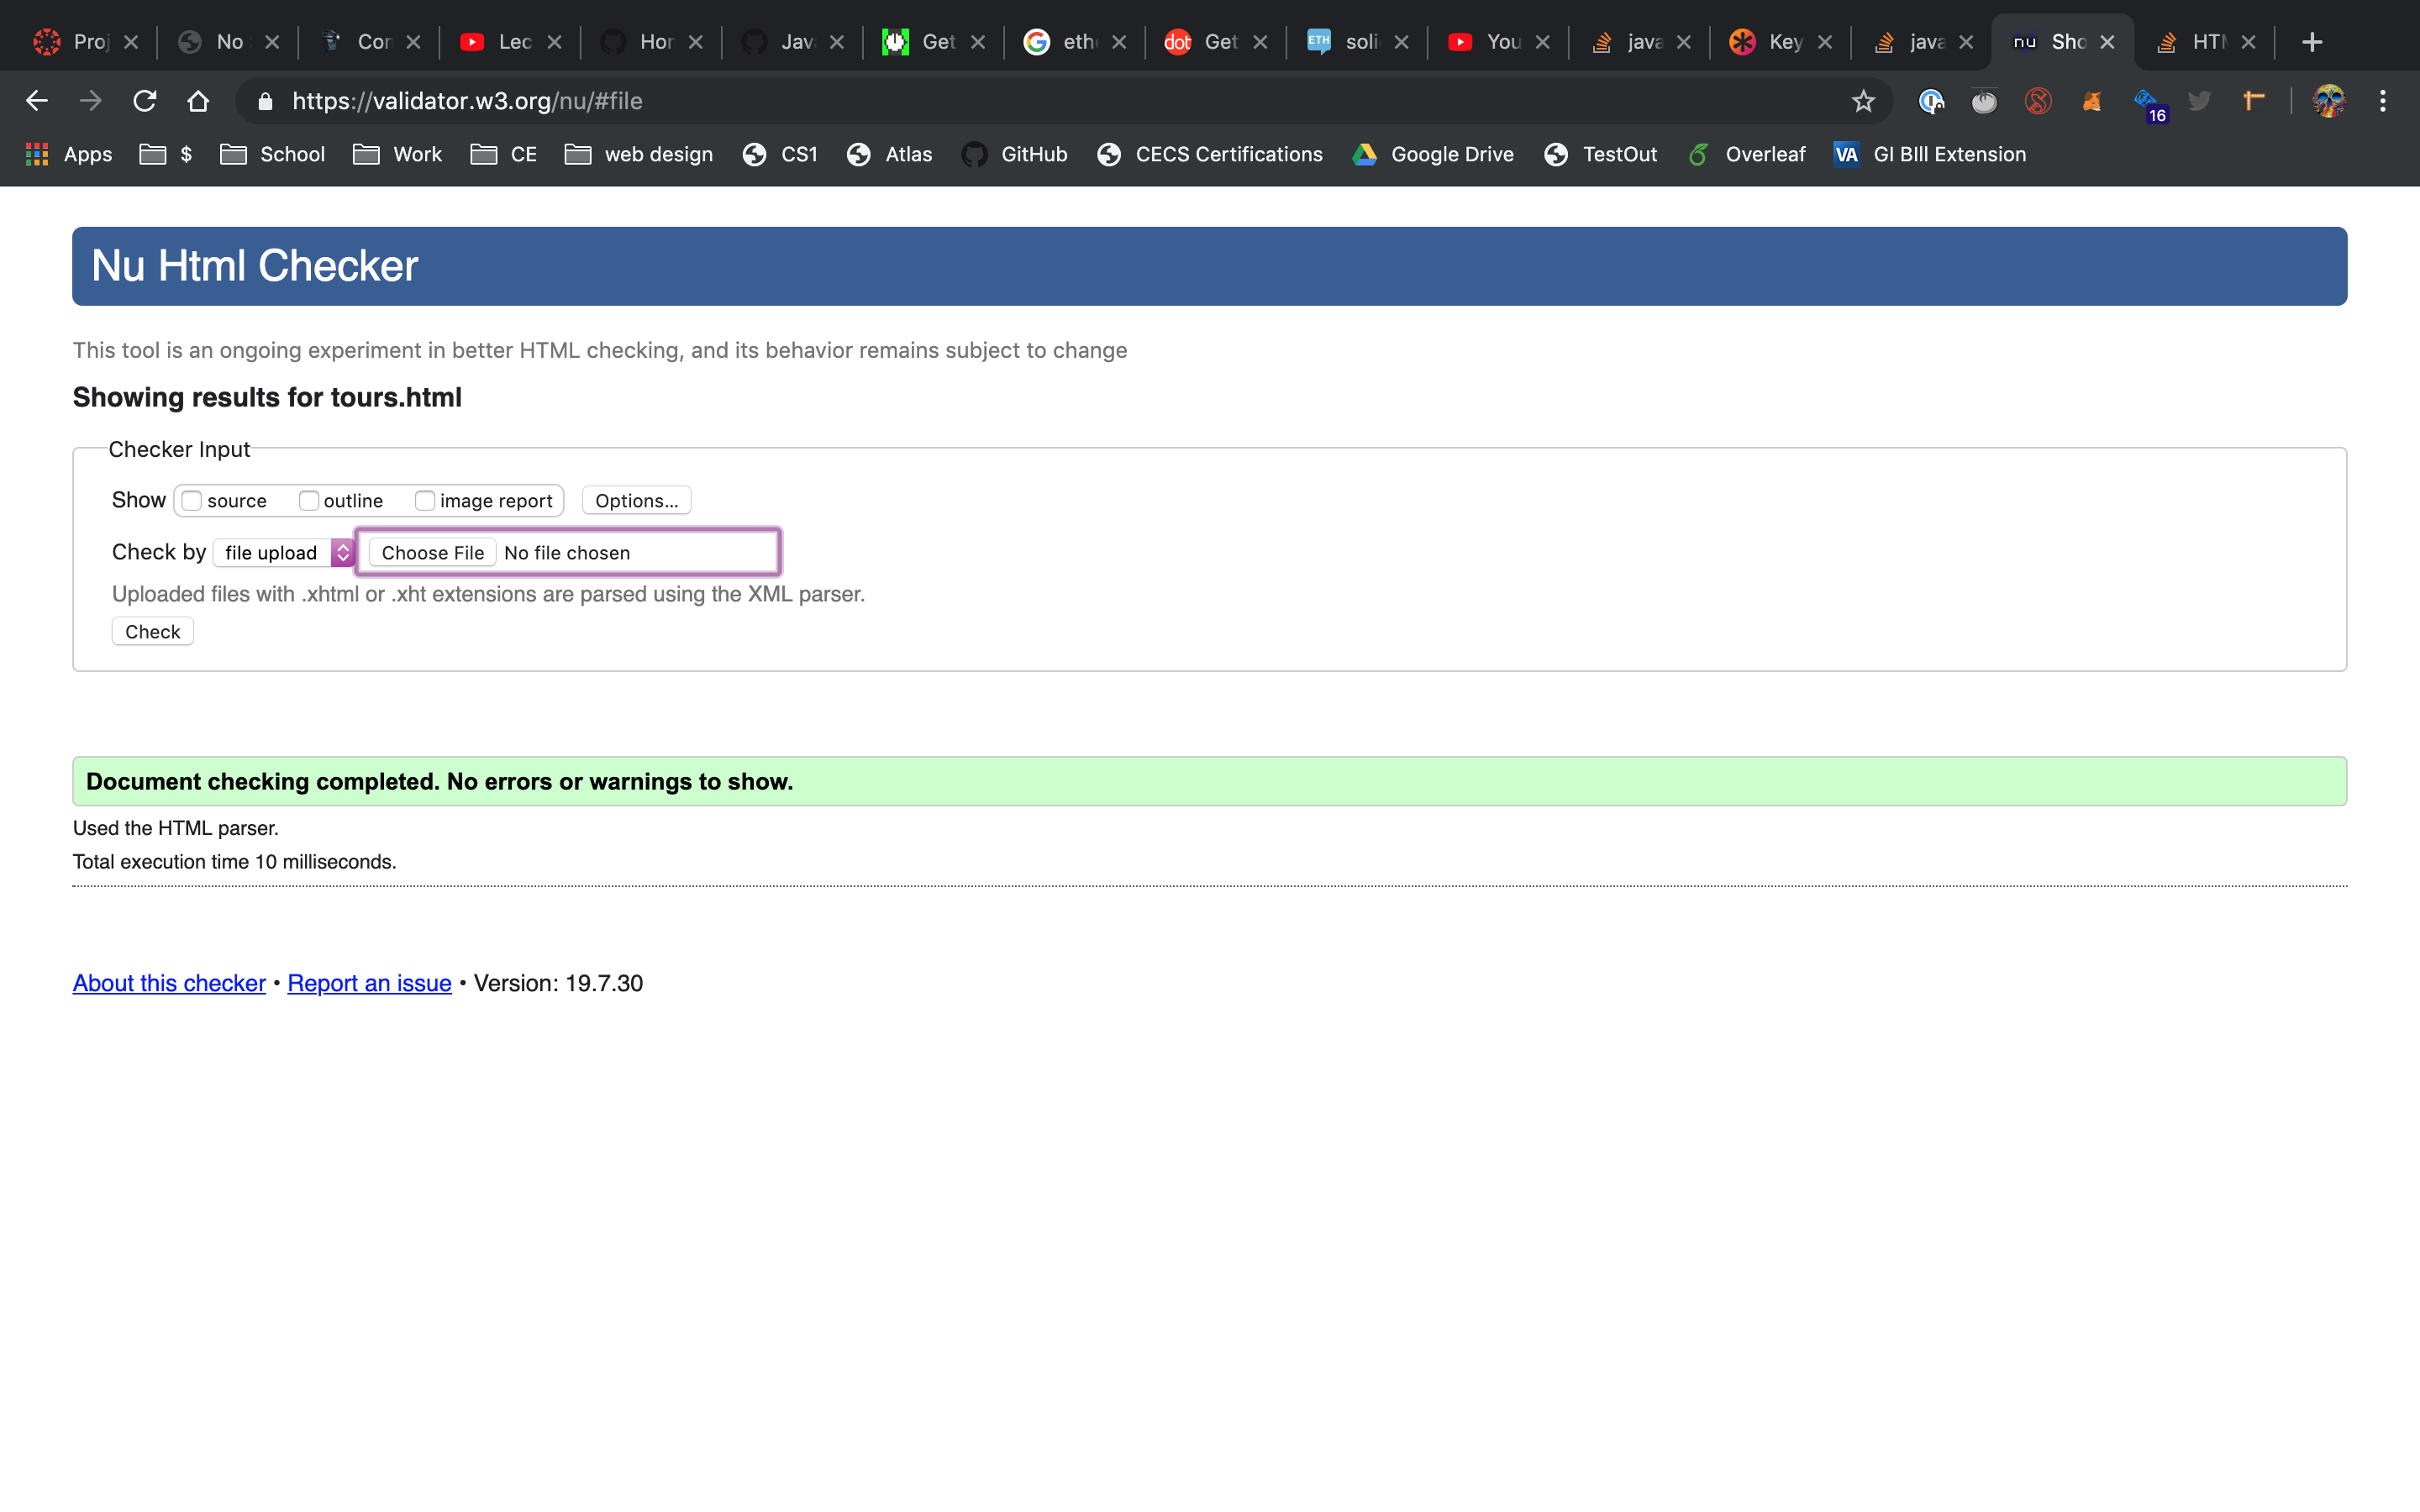 Proj No Con Lec Hor Java Get eth dot Get ETH soli You java Key java nu Sho HTM
https://validator.w3.org/nu/#file 16
Apps $ School Work CE web design CS1 Atlas GitHub CECS Certifications Google Drive TestOut Overleaf VA GI BIll Extension
Nu Html Checker
This tool is an ongoing experiment in better HTML checking, and its behavior remains subject to change
Showing results for tours.html
Checker Input
Show source outline image report Options...
Check by file upload Choose File No file chosen
Uploaded files with .xhtml or .xht extensions are parsed using the XML parser.
Check
Document checking completed. No errors or warnings to show.
Used the HTML parser.
Total execution time 10 milliseconds.
About this checker • Report an issue • Version: 19.7.30